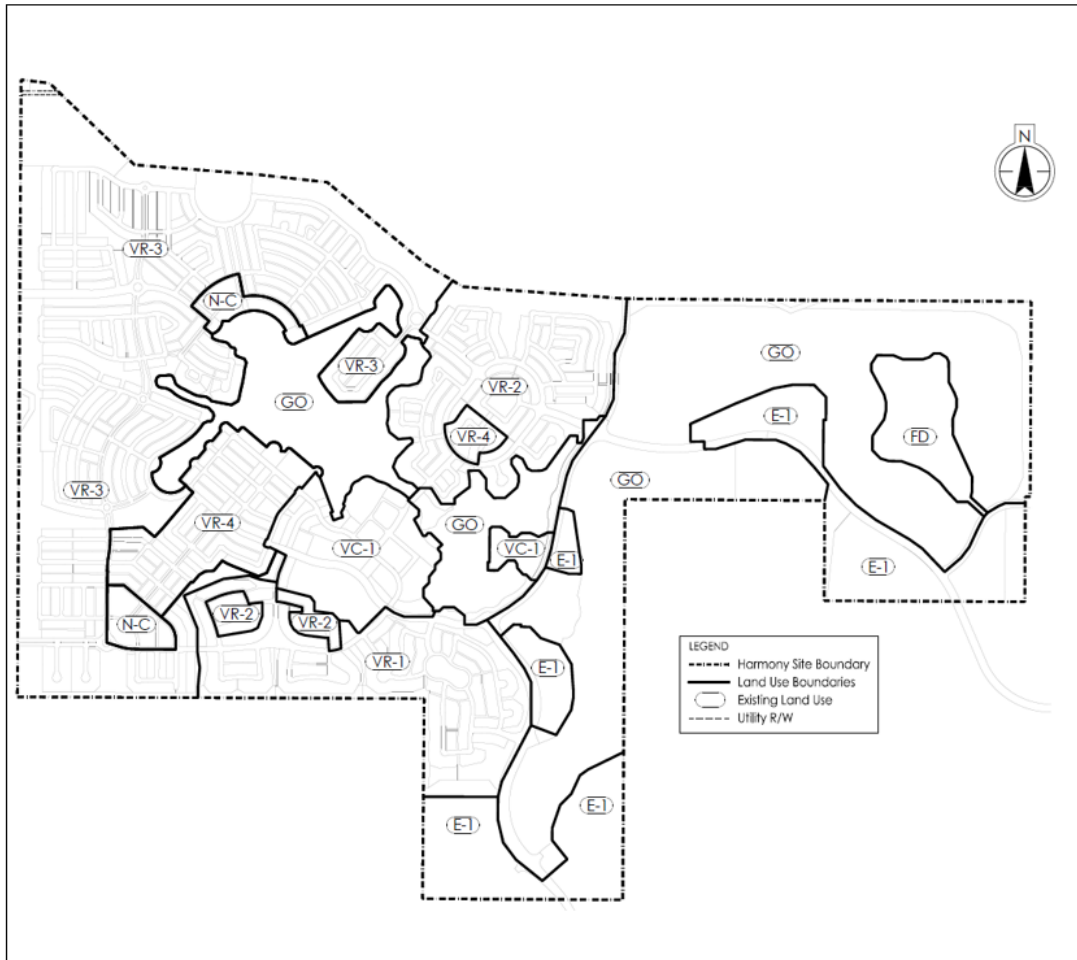 N
VR-3
N-C
GO
VR-3
GO
VR-2
E-1
VR-4
FD
GO
VR-3
VR-4
GO
VC-1
VC-1
E-1
E-1
VR-2
VR-2
N-C
VR-1
E-1
LEGEND
Harmony Site Boundary
Land Use Boundaries
Existing Land Use
Utility R/W
E-1
E-1